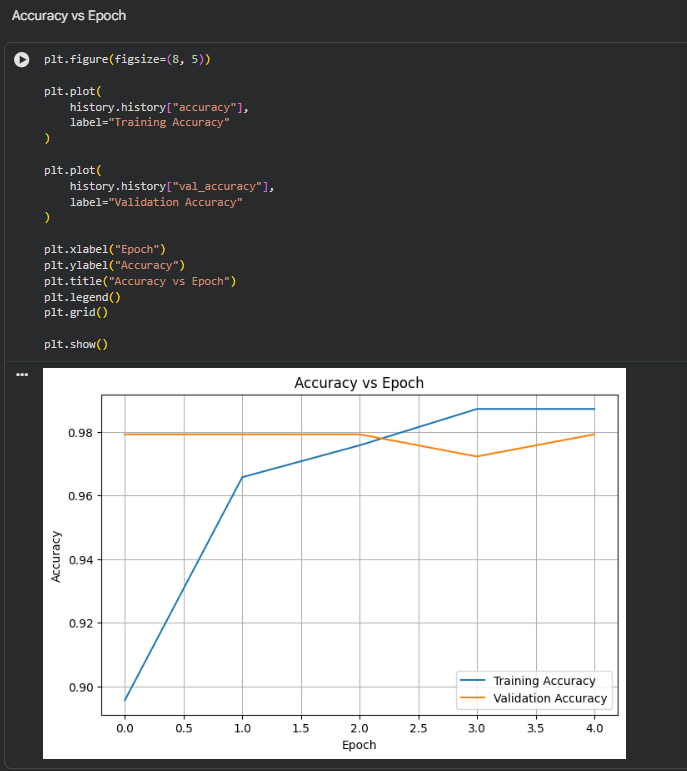 Accuracy vs Epoch
plt.figure(figsize=(8, 5))
plt.plot(
    history.history["accuracy"],
    label="Training Accuracy"
)
plt.plot(
    history.history["val_accuracy"],
    label="Validation Accuracy"
)
plt.xlabel("Epoch")
plt.ylabel("Accuracy")
plt.title("Accuracy vs Epoch")
plt.legend()
plt.grid()
plt.show()
Accuracy vs Epoch
Accuracy
0.98
0.96
0.94
0.92
0.90
Training Accuracy
Validation Accuracy
0.0 0.5 1.0 1.5 2.0 2.5 3.0 3.5 4.0
Epoch